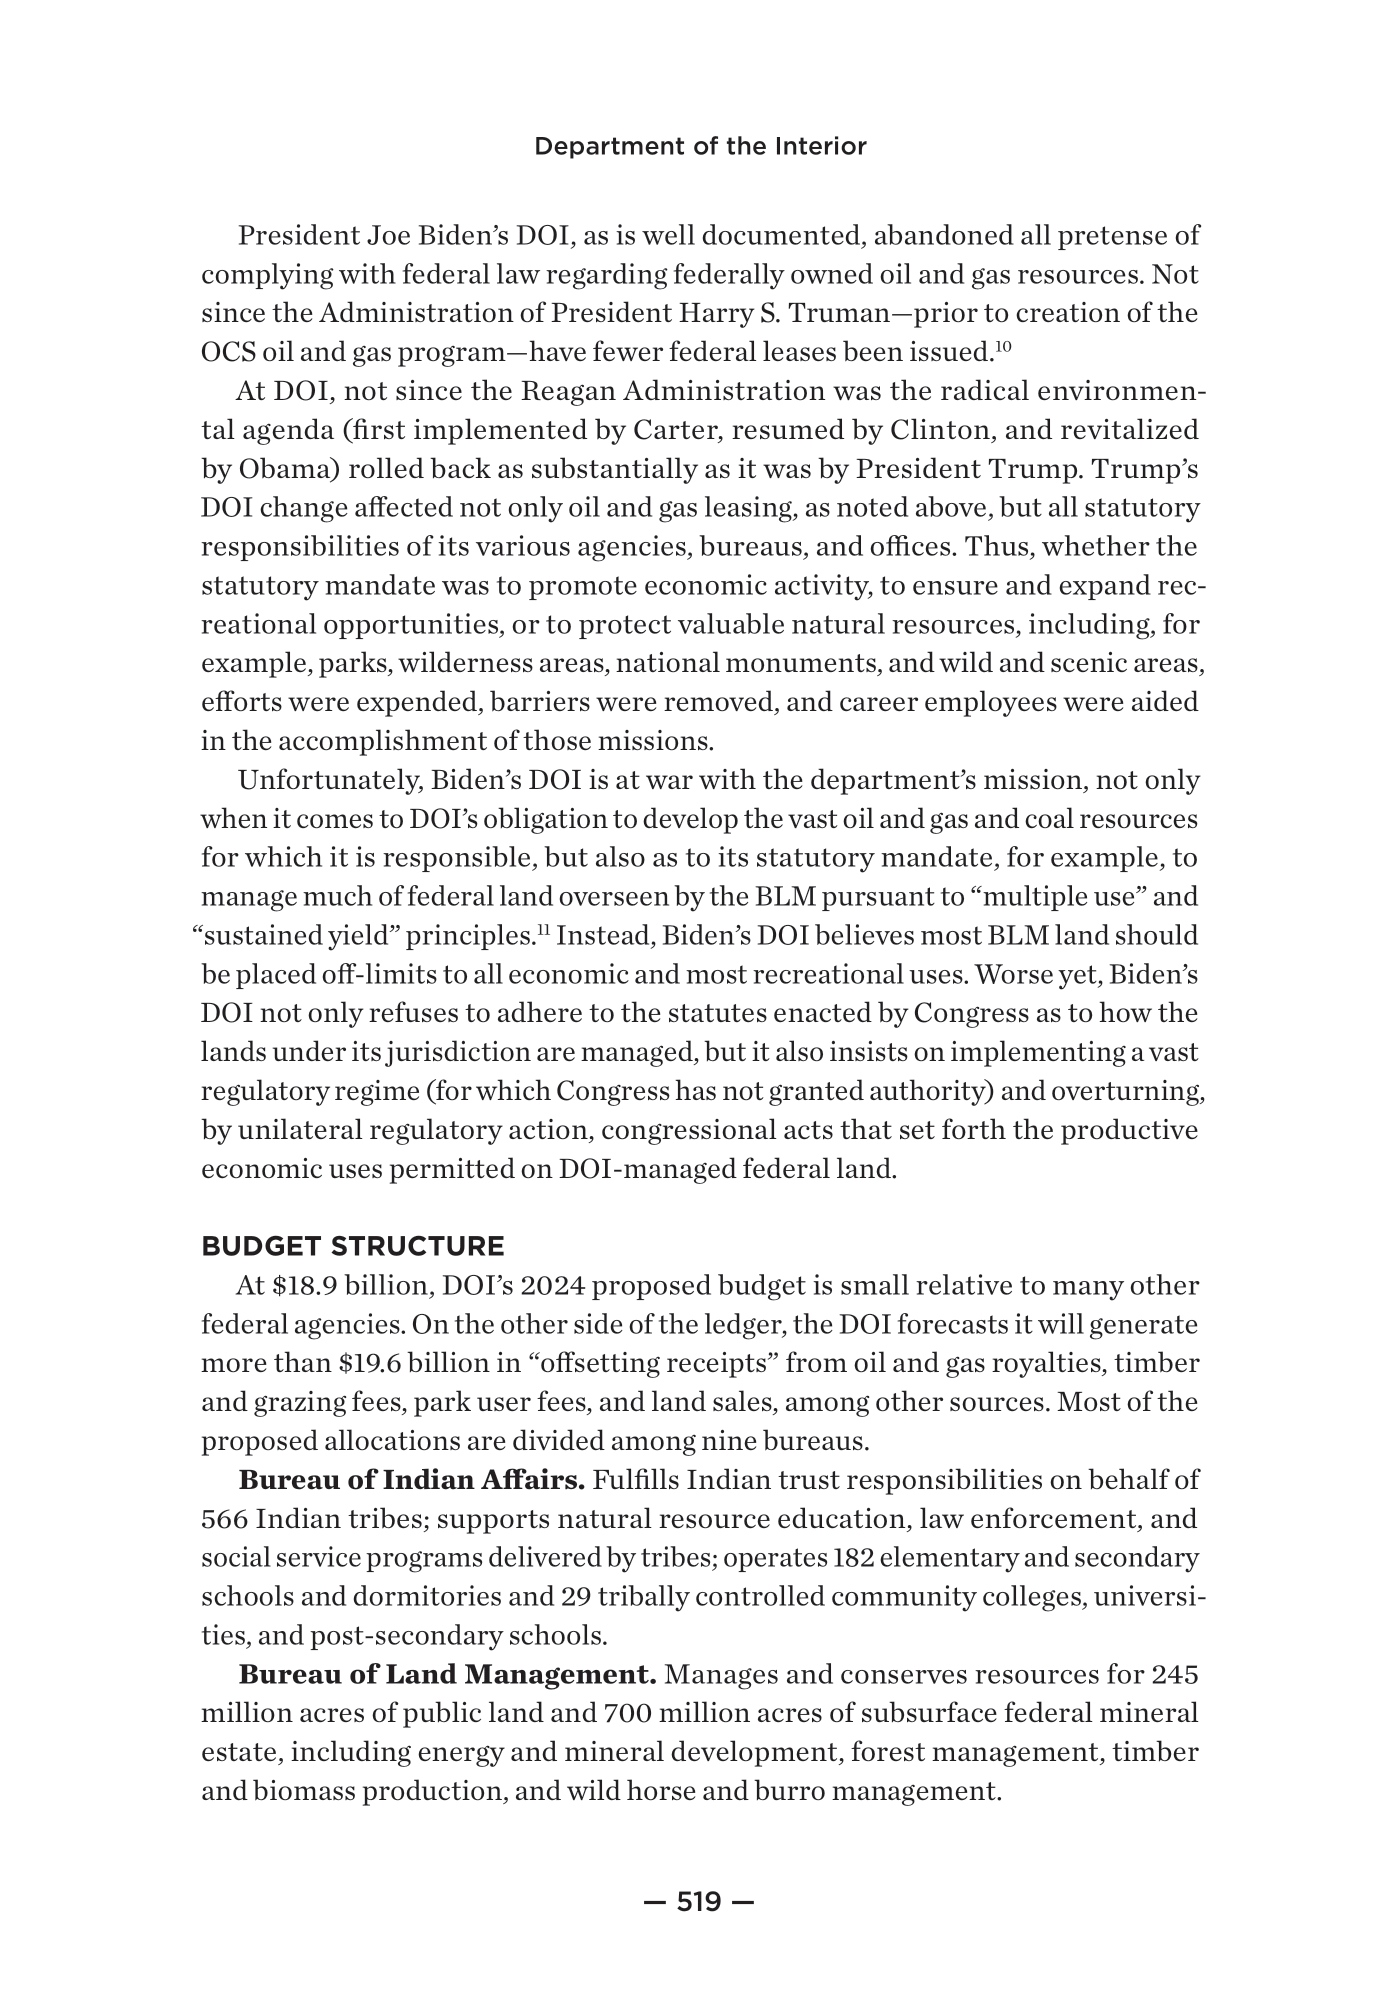 Department of the Interior
President Joe Biden’s DOI, as is well documented, abandoned all pretense of
complying with federal law regarding federally owned oil and gas resources. Not
since the Administration of President Harry S. Truman—prior to creation of the
OCS oil and gas program—have fewer federal leases been issued.¹⁰
At DOI, not since the Reagan Administration was the radical environmen-
tal agenda (first implemented by Carter, resumed by Clinton, and revitalized
by Obama) rolled back as substantially as it was by President Trump. Trump’s
DOI change affected not only oil and gas leasing, as noted above, but all statutory
responsibilities of its various agencies, bureaus, and offices. Thus, whether the
statutory mandate was to promote economic activity, to ensure and expand rec-
reational opportunities, or to protect valuable natural resources, including, for
example, parks, wilderness areas, national monuments, and wild and scenic areas,
efforts were expended, barriers were removed, and career employees were aided
in the accomplishment of those missions.
Unfortunately, Biden’s DOI is at war with the department’s mission, not only
when it comes to DOI’s obligation to develop the vast oil and gas and coal resources
for which it is responsible, but also as to its statutory mandate, for example, to
manage much of federal land overseen by the BLM pursuant to “multiple use” and
“sustained yield” principles.¹¹ Instead, Biden’s DOI believes most BLM land should
be placed off-limits to all economic and most recreational uses. Worse yet, Biden’s
DOI not only refuses to adhere to the statutes enacted by Congress as to how the
lands under its jurisdiction are managed, but it also insists on implementing a vast
regulatory regime (for which Congress has not granted authority) and overturning,
by unilateral regulatory action, congressional acts that set forth the productive
economic uses permitted on DOI-managed federal land.
BUDGET STRUCTURE
At $18.9 billion, DOI’s 2024 proposed budget is small relative to many other
federal agencies. On the other side of the ledger, the DOI forecasts it will generate
more than $19.6 billion in “offsetting receipts” from oil and gas royalties, timber
and grazing fees, park user fees, and land sales, among other sources. Most of the
proposed allocations are divided among nine bureaus.
Bureau of Indian Affairs. Fulfills Indian trust responsibilities on behalf of
566 Indian tribes; supports natural resource education, law enforcement, and
social service programs delivered by tribes; operates 182 elementary and secondary
schools and dormitories and 29 tribally controlled community colleges, universi-
ties, and post-secondary schools.
Bureau of Land Management. Manages and conserves resources for 245
million acres of public land and 700 million acres of subsurface federal mineral
estate, including energy and mineral development, forest management, timber
and biomass production, and wild horse and burro management.
— 519 —